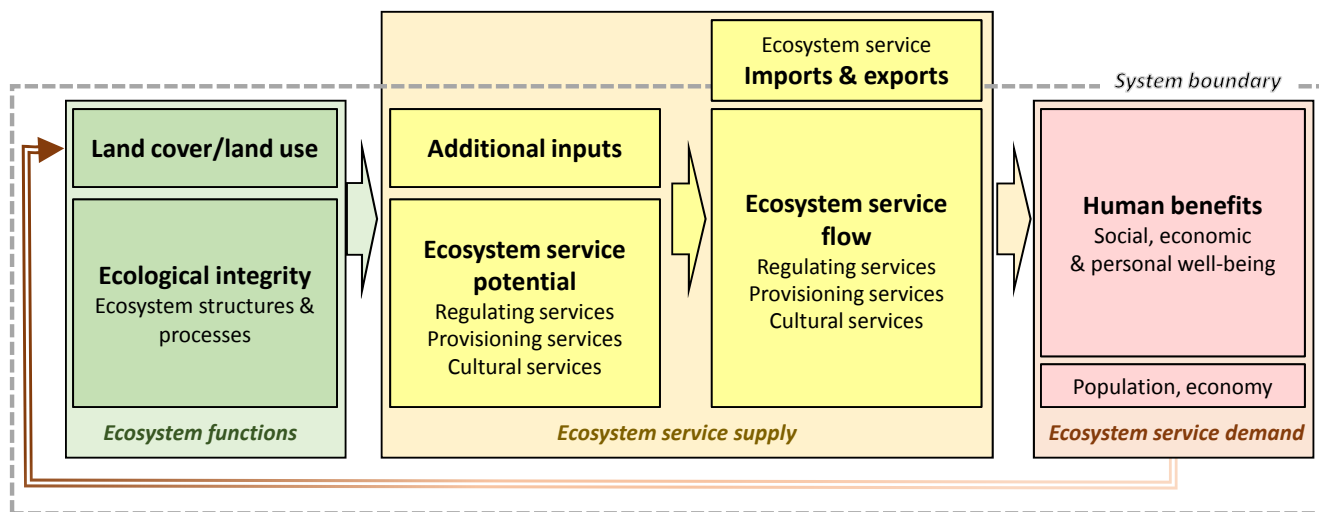 Ecosystem service
Imports & exports
System boundary
Land cover/land use
Ecological integrity
Ecosystem structures &
processes
Ecosystem functions
Additional inputs
Ecosystem service
potential
Regulating services
Provisioning services
Cultural services
Ecosystem service
flow
Regulating services
Provisioning services
Cultural services
Ecosystem service supply
Human benefits
Social, economic
& personal well-being
Population, economy
Ecosystem service demand